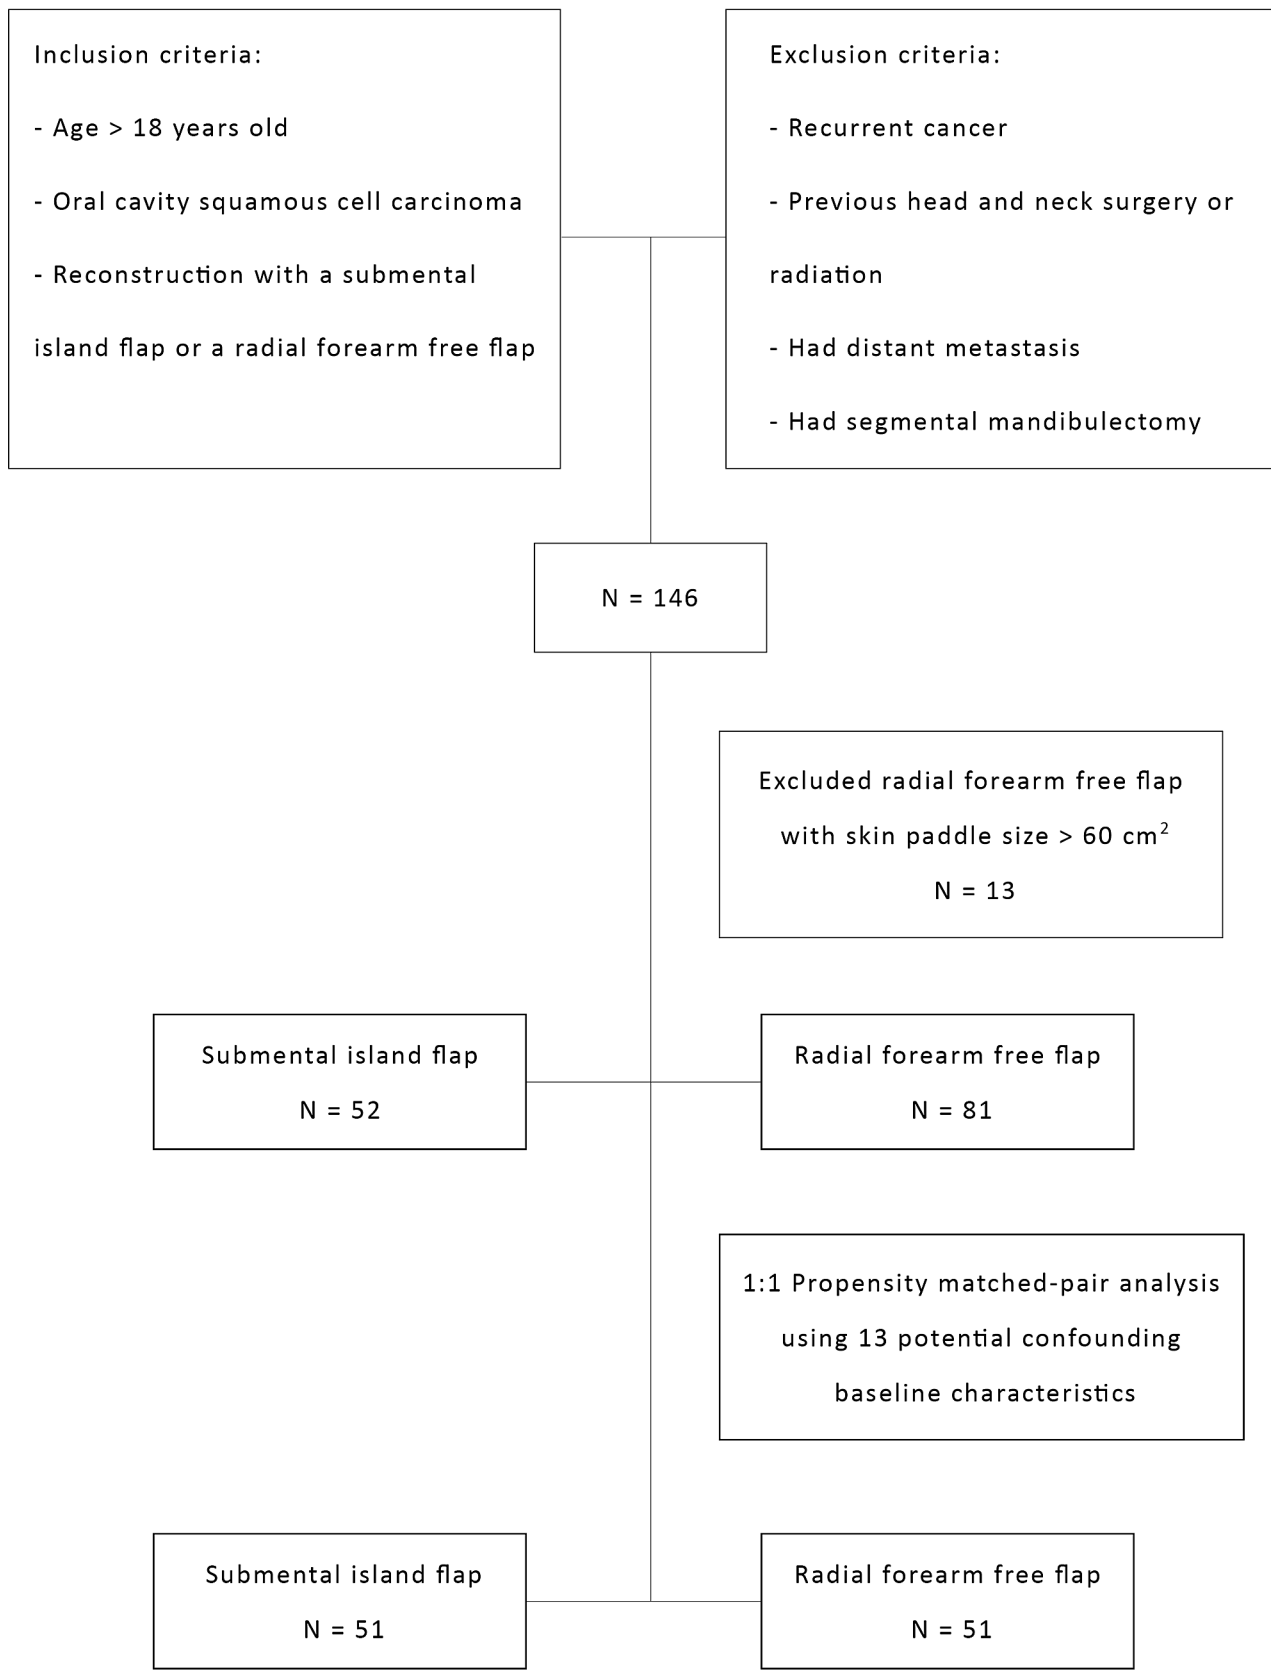 Inclusion criteria:
- Age > 18 years old
- Oral cavity squamous cell carcinoma
- Reconstruction with a submental
island flap or a radial forearm free flap
Exclusion criteria:
- Recurrent cancer
- Previous head and neck surgery or
radiation
- Had distant metastasis
- Had segmental mandibulectomy
N = 146
Excluded radial forearm free flap
with skin paddle size > 60 cm²
N = 13
Submental island flap
N = 52
Radial forearm free flap
N = 81
1:1 Propensity matched-pair analysis
using 13 potential confounding
baseline characteristics
Submental island flap
N = 51
Radial forearm free flap
N = 51